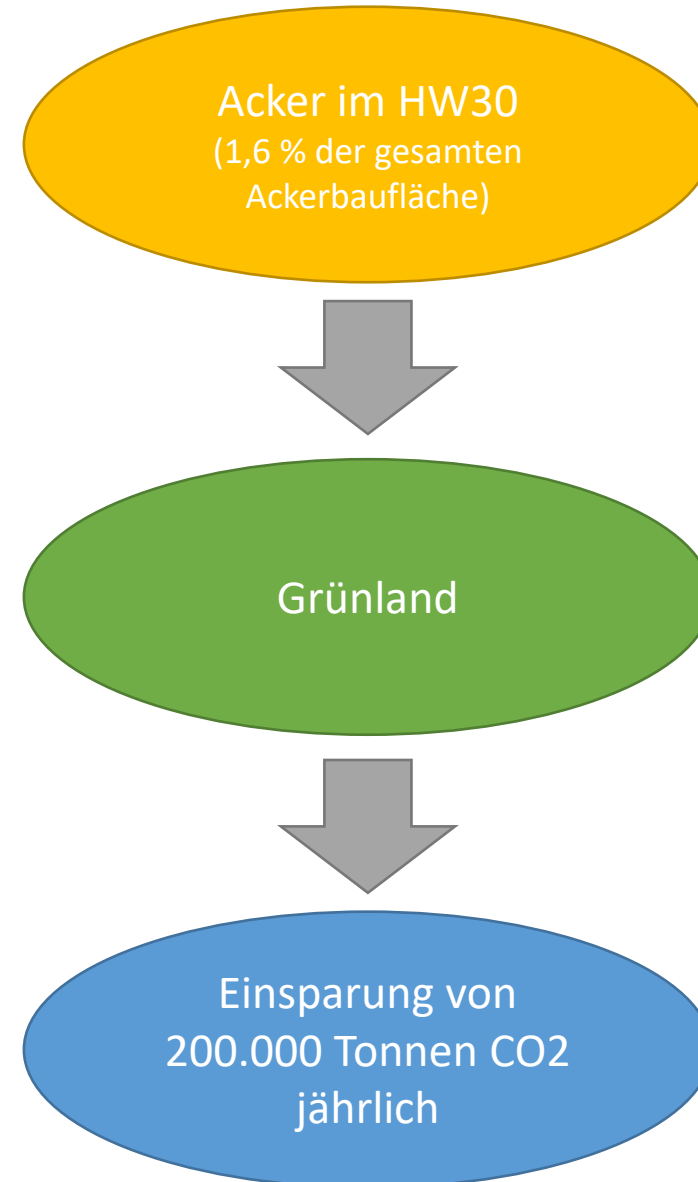 Acker im HW30
(1,6 % der gesamten
Ackerbaufläche)
Grünland
Einsparung von
200.000 Tonnen CO2
jährlich